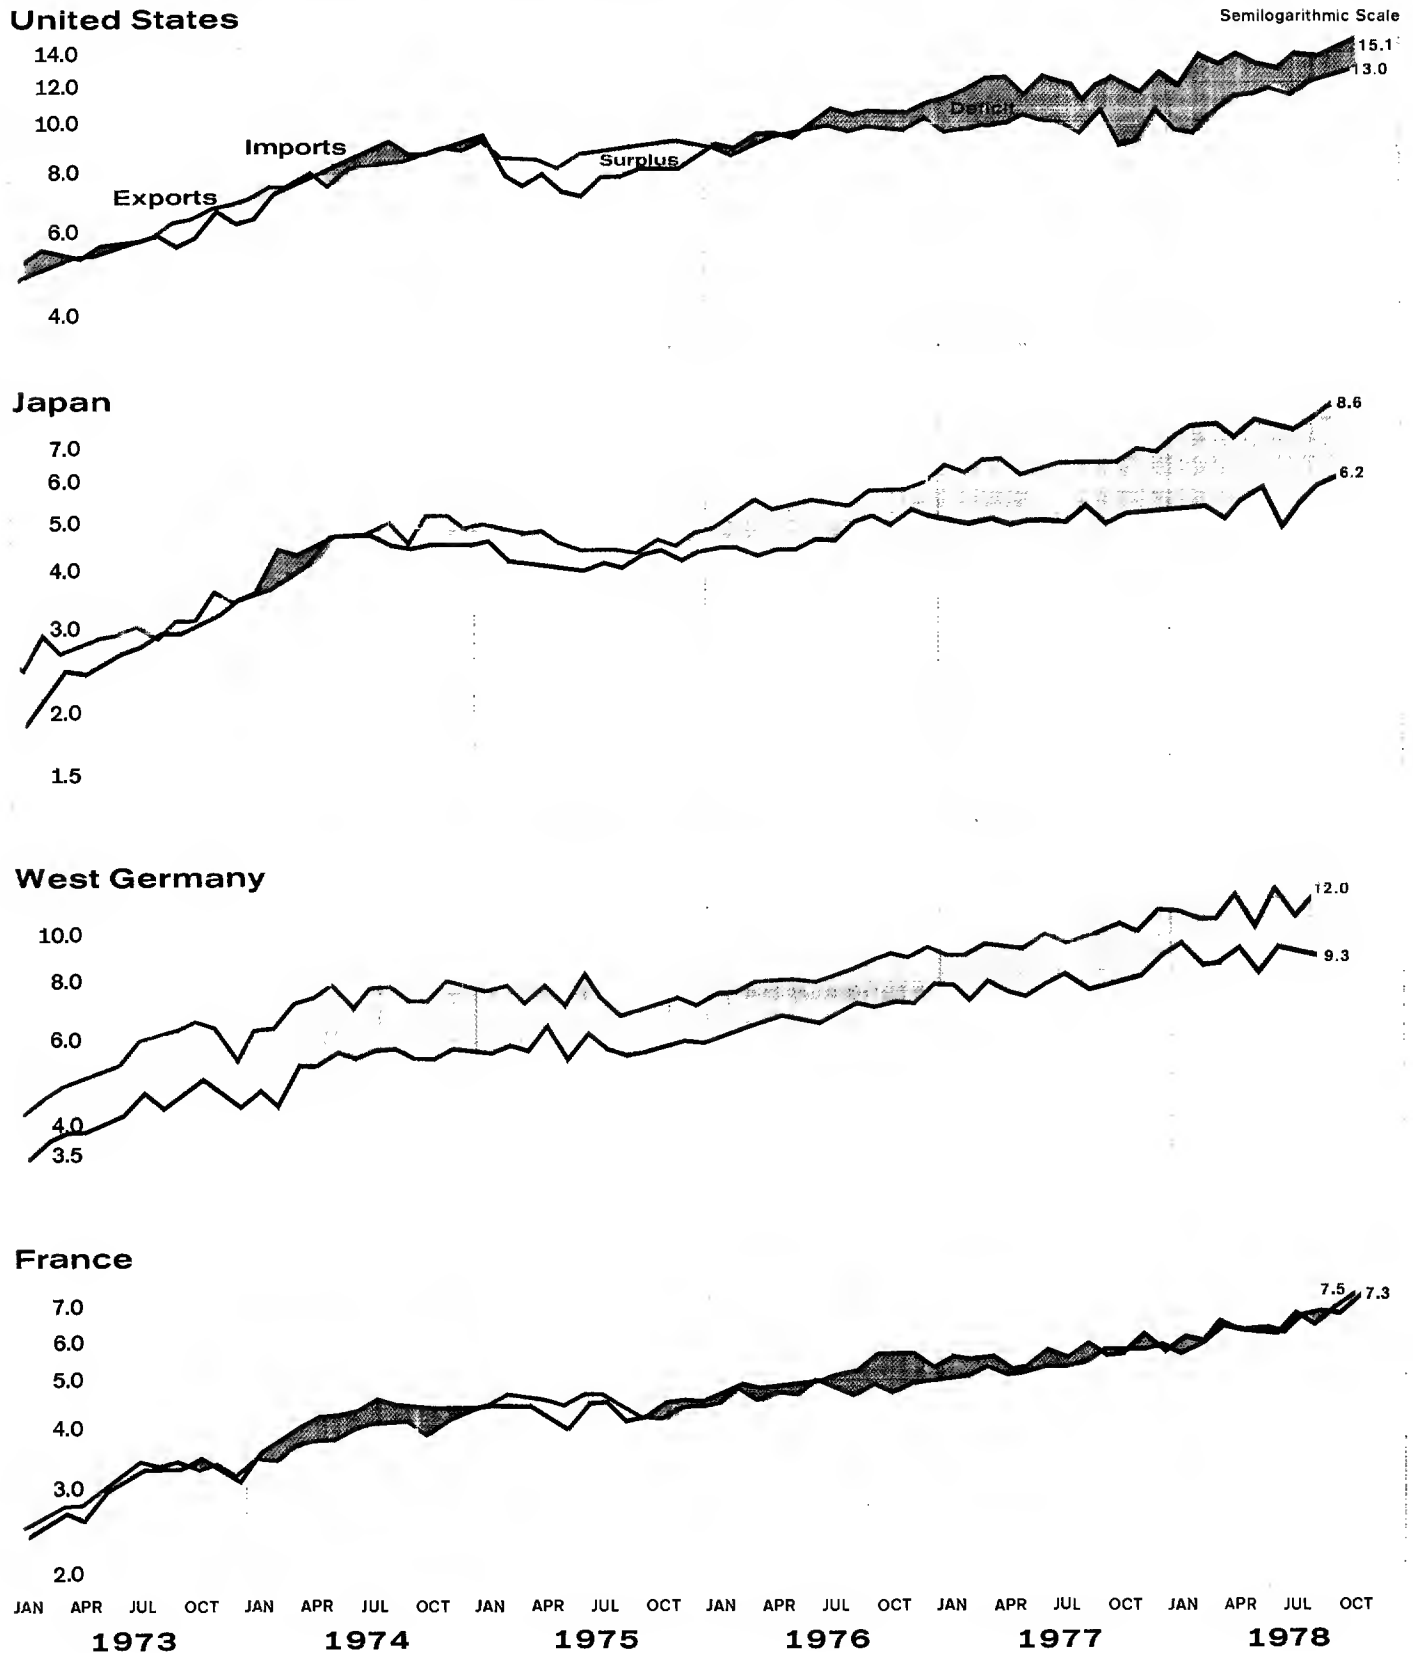 United States
Semilogarithmic Scale
14.0
15.1
13.0
12.0
Deficit
10.0
Imports
Surplus
8.0
Exports
6.0
4.0
Japan
8.6
7.0
6.0
6.2
5.0
4.0
3.0
2.0
1.5
West Germany
12.0
10.0
9.3
8.0
6.0
4.0
3.5
France
7.5
7.3
7.0
6.0
5.0
4.0
3.0
2.0
JAN APR JUL OCT JAN APR JUL OCT JAN APR JUL OCT JAN APR JUL OCT JAN APR JUL OCT JAN APR JUL OCT
1973 1974 1975 1976 1977 1978